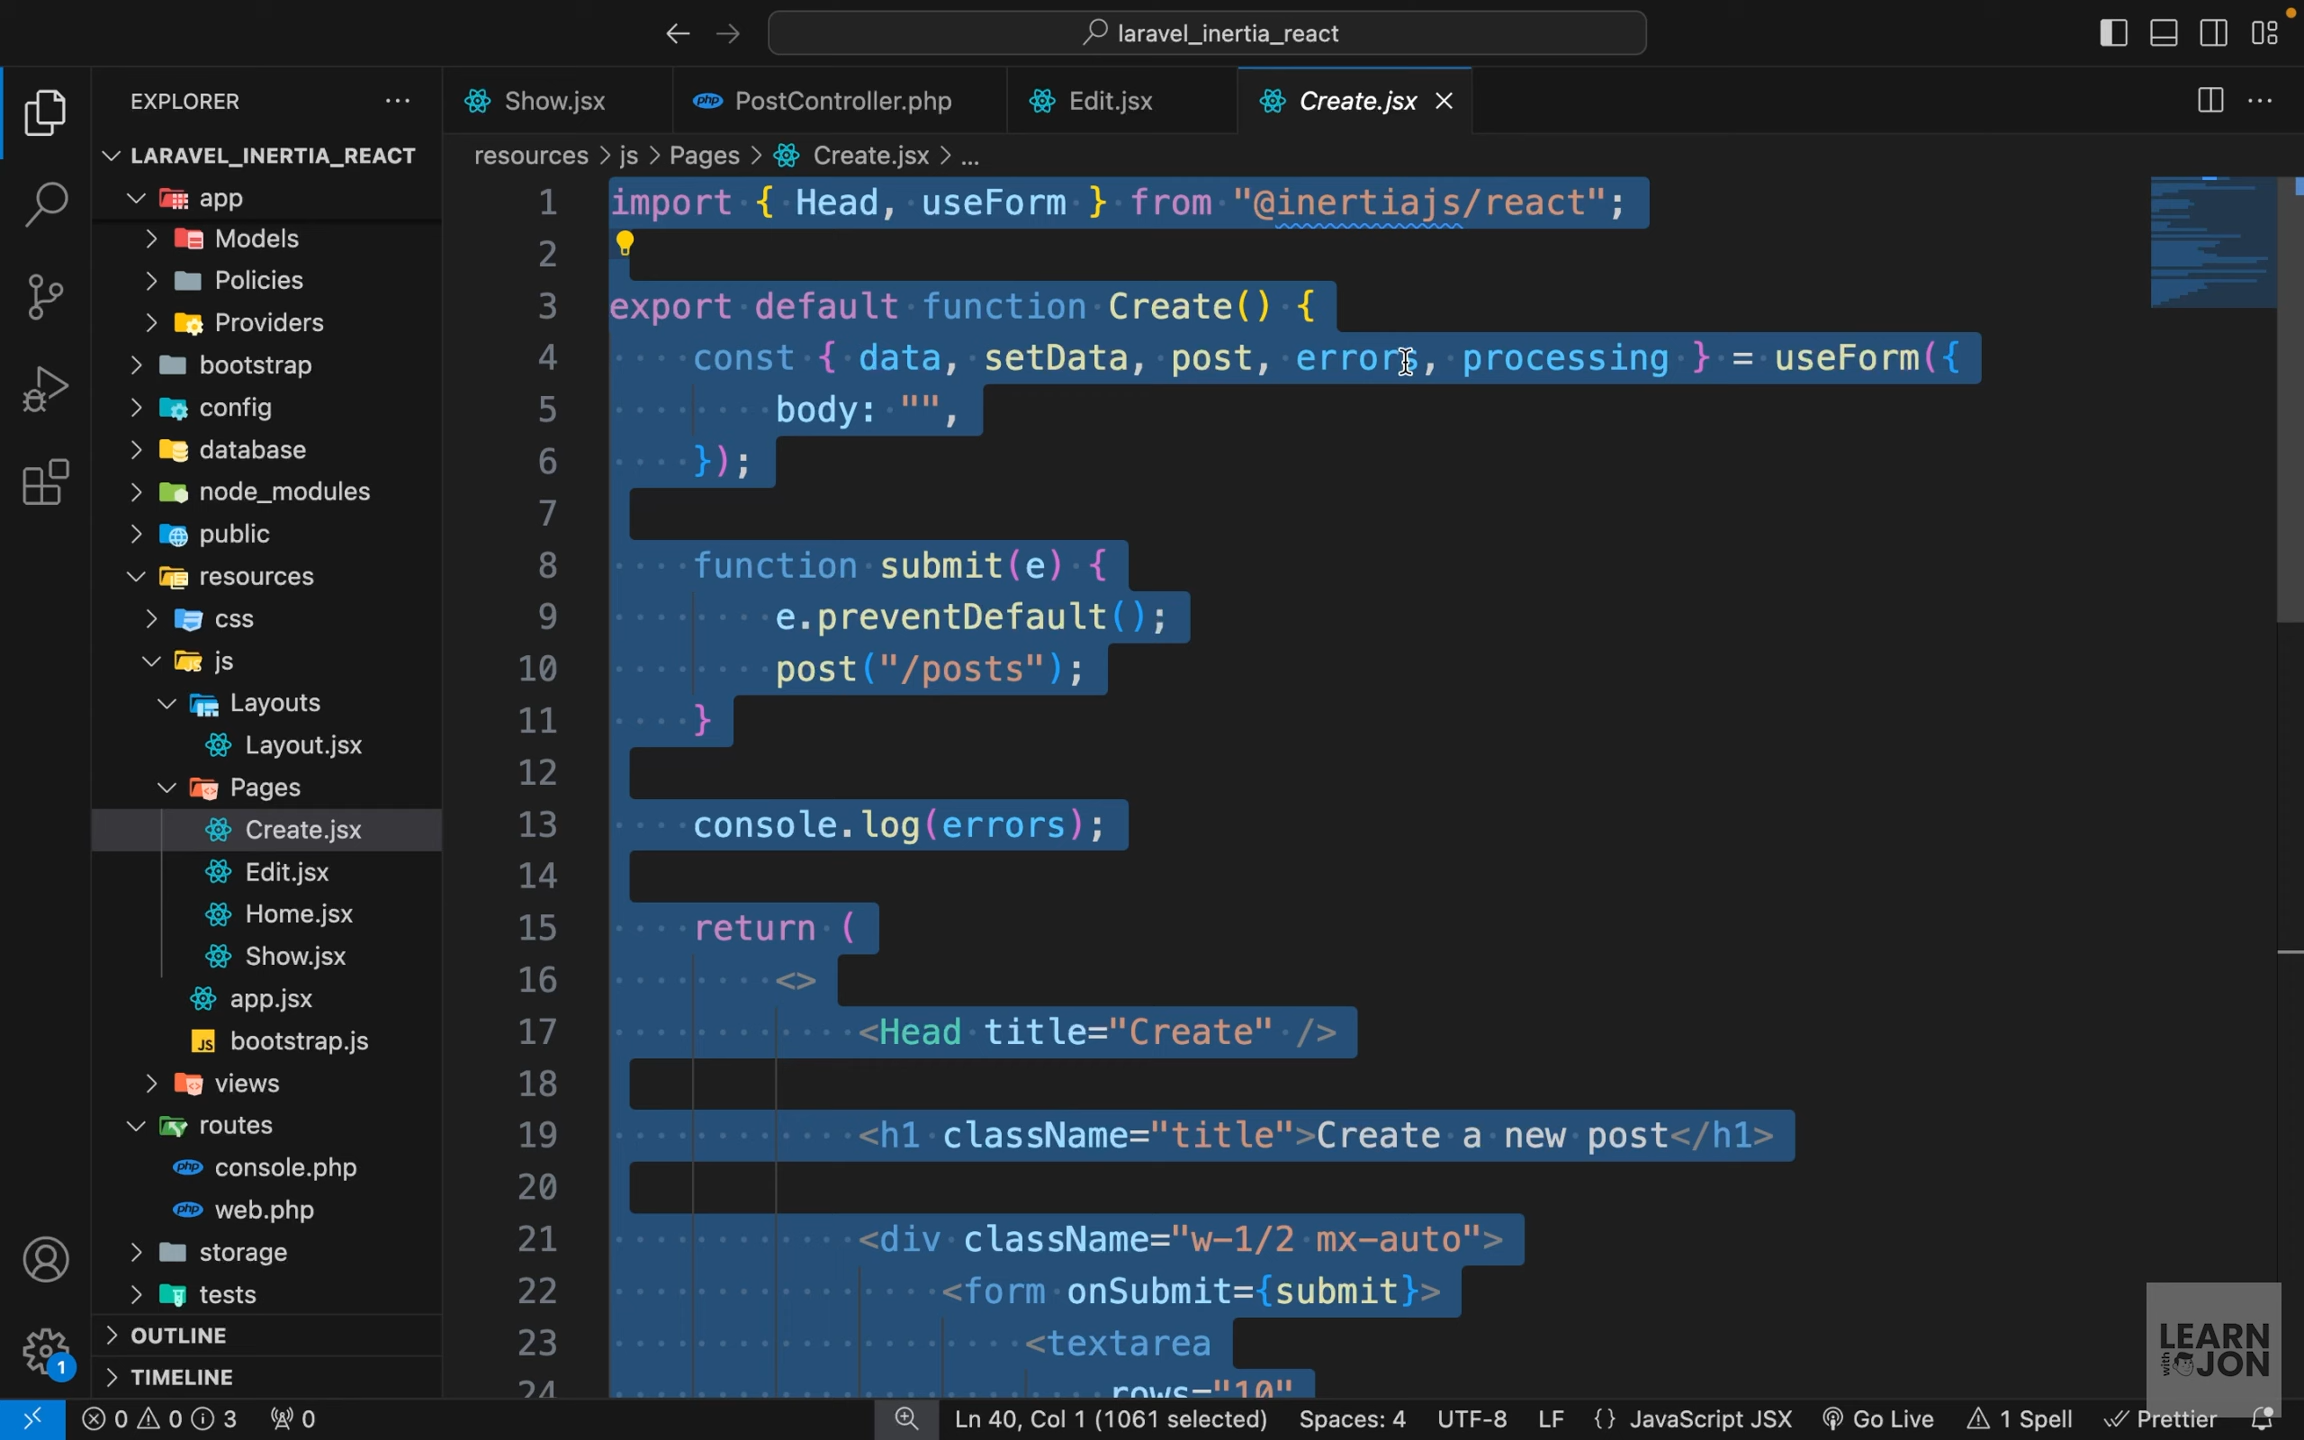 laravel_inertia_react
EXPLORER
Show.jsx
PostController.php
Edit.jsx
Create.jsx
LARAVEL_INERTIA_REACT
resources > js > Pages > Create.jsx > ...
app
Models
Policies
Providers
bootstrap
config
database
node_modules
public
resources
css
js
Layouts
Layout.jsx
Pages
Create.jsx
Edit.jsx
Home.jsx
Show.jsx
app.jsx
bootstrap.js
views
routes
console.php
web.php
storage
tests
OUTLINE
TIMELINE
1 import { Head, useForm } from "@inertiajs/react";
2
3 export default function Create() {
4     const { data, setData, post, errors, processing } = useForm({
5         body: "",
6     });
7
8     function submit(e) {
9         e.preventDefault();
10         post("/posts");
11     }
12
13     console.log(errors);
14
15     return (
16         <>
17             <Head title="Create" />
18
19             <h1 className="title">Create a new post</h1>
20
21             <div className="w-1/2 mx-auto">
22                 <form onSubmit={submit}>
23                     <textarea
24                         rows="10"
LEARN
with JON
1
0 0 3 0
Ln 40, Col 1 (1061 selected)
Spaces: 4
UTF-8
LF
{} JavaScript JSX
Go Live
1 Spell
Prettier